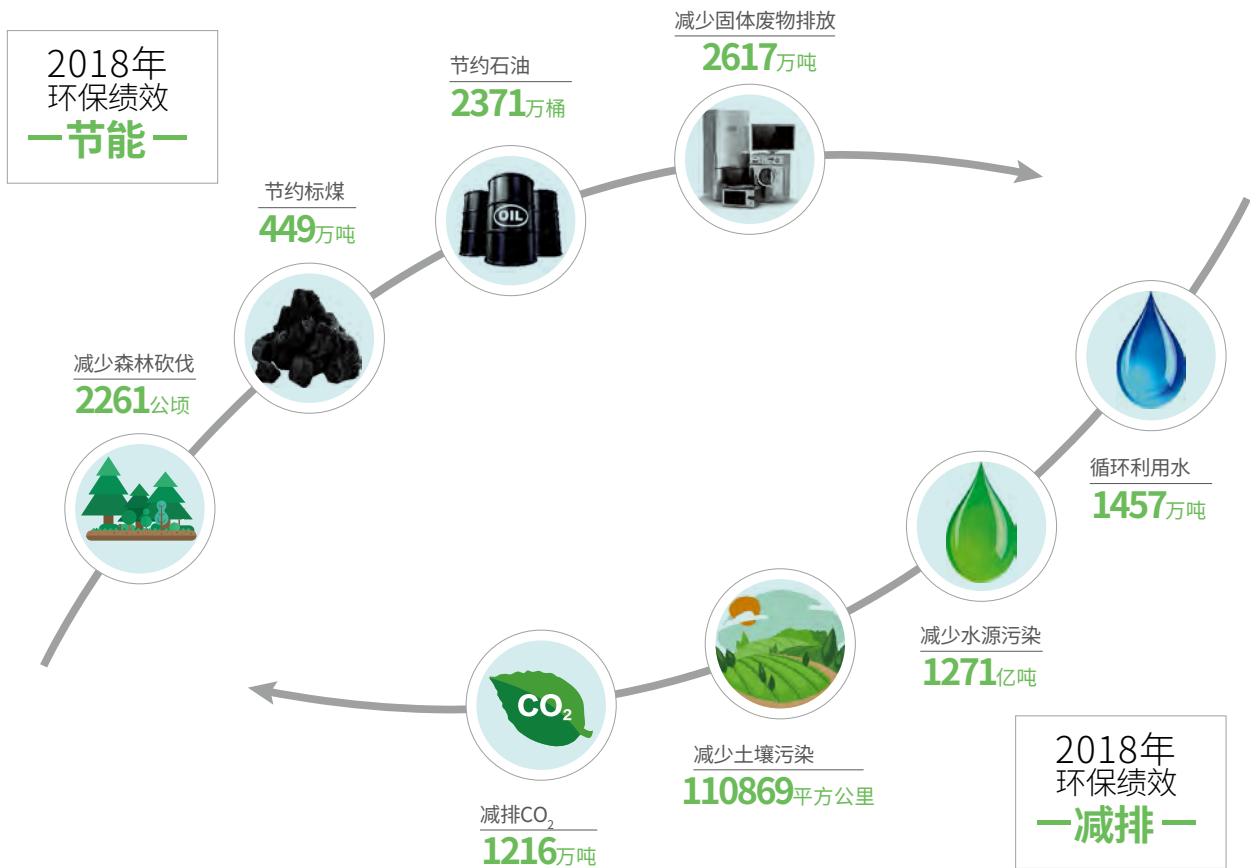 2018年
环保绩效
节能
减少森林砍伐
2261公顷
节约标煤
449万吨
节约石油
2371万桶
OIL
减少固体废物排放
2617万吨
循环利用水
1457万吨
减少水源污染
1271亿吨
减少土壤污染
110869平方公里
CO₂
减排CO₂
1216万吨
2018年
环保绩效
减排